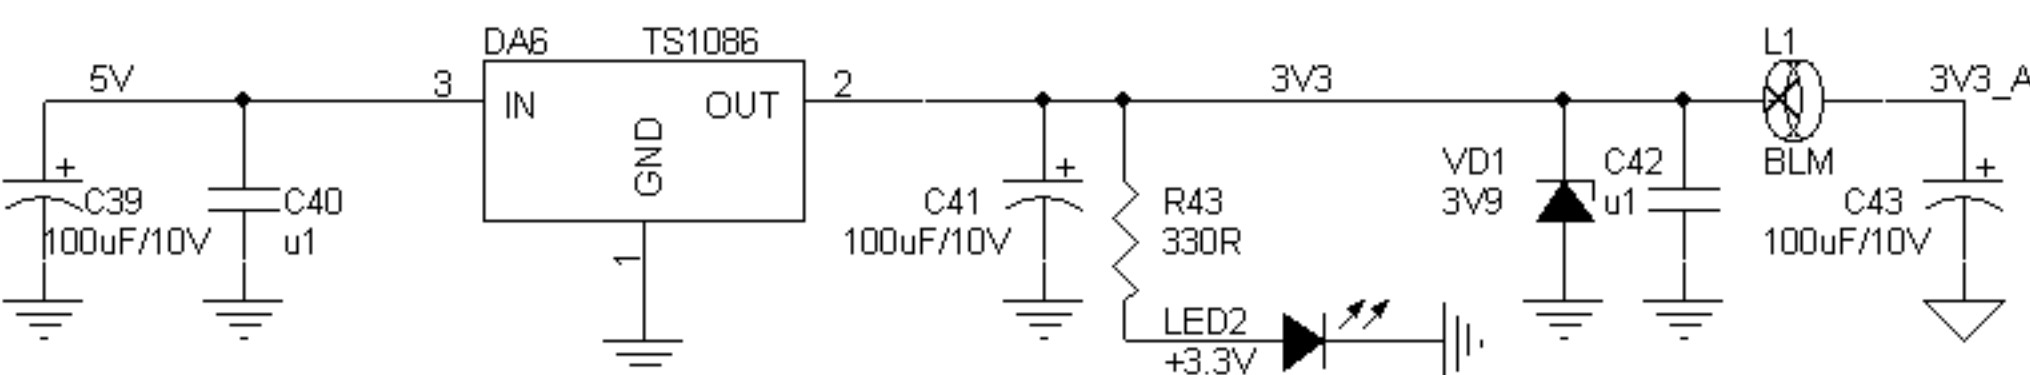 DA6 TS1086
L1
5V 3 2 3V3 3V3_A
IN OUT
GND
+ + +
VD1 C42
BLM
C39 C40 C41 R43 3V9 u1 C43
100uF/10V u1 100uF/10V 330R 100uF/10V
1
LED2
+3.3V